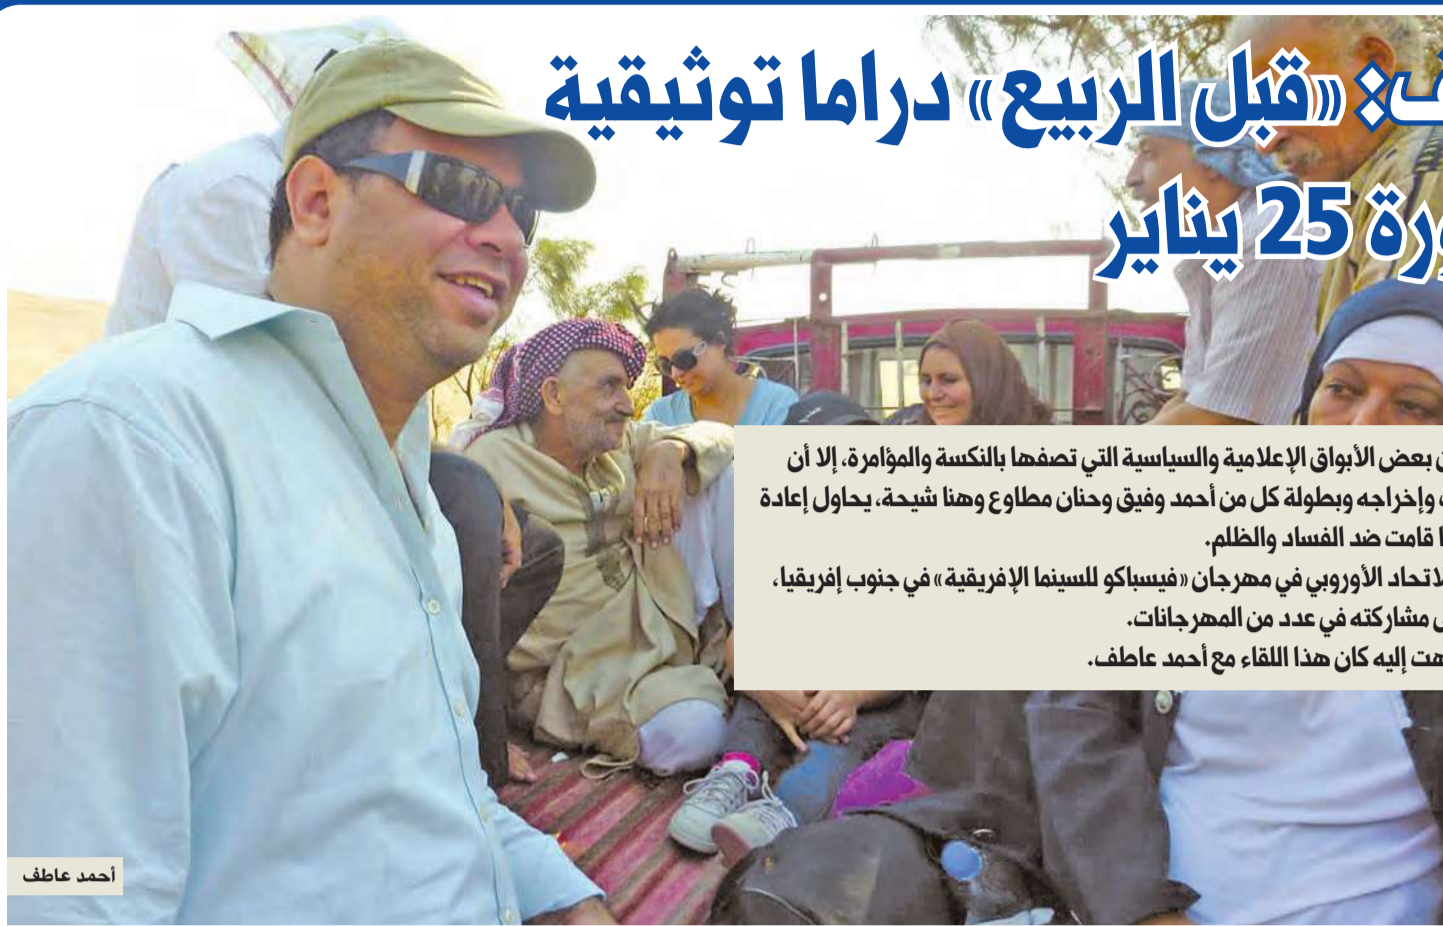 «قبل الربيع» دراما توثيقية
25 يناير
بعض الأبواق الإعلامية والسياسية التي تصفها بالنكسة والمؤامرة، إلا أن
وإخراجه وبطولة كل من أحمد وفيق وحنان مطاوع وهنا شيحة، يحاول إعادة
قامت ضد الفساد والظلم.
الأوروبي في مهرجان «فيسباكو للسينما الإفريقية» في جنوب إفريقيا،
مشاركته في عدد من المهرجانات.
إليه كان هذا اللقاء مع أحمد عاطف.
أحمد عاطف